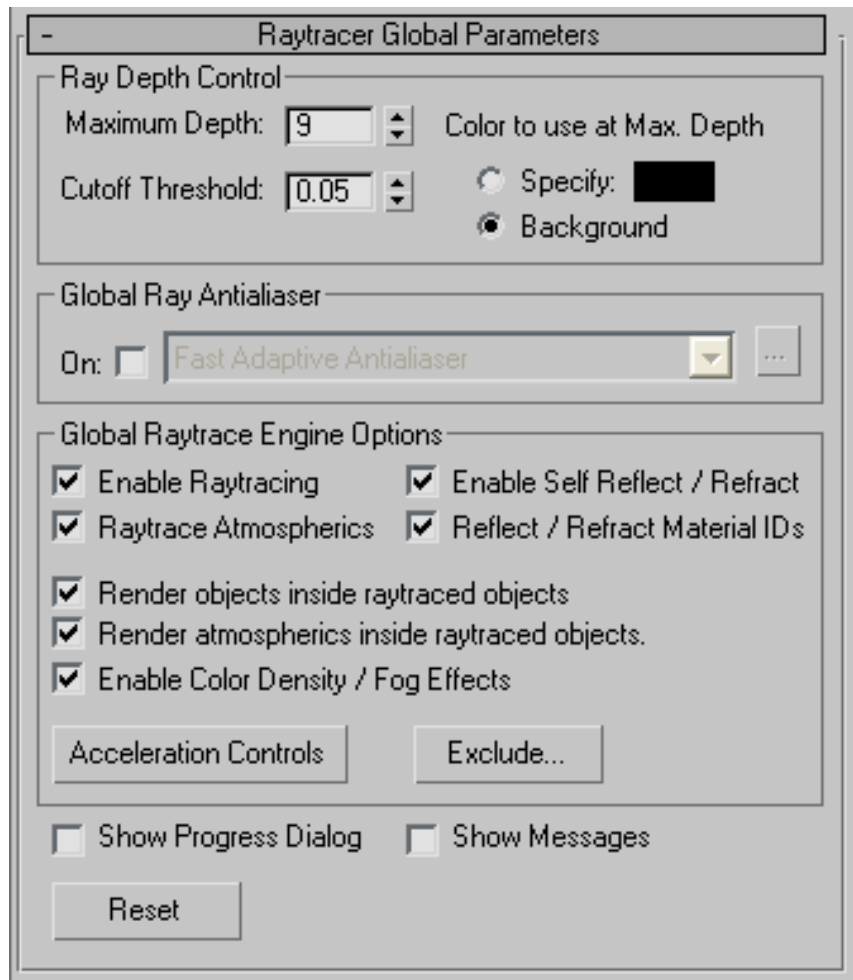 - Raytracer Global Parameters
Ray Depth Control
Maximum Depth: 9 Color to use at Max. Depth
Cutoff Threshold: 0.05 Specify:
Background
Global Ray Antialiaser
On: Fast Adaptive Antialiaser ...
Global Raytrace Engine Options
Enable Raytracing Enable Self Reflect / Refract
Raytrace Atmospherics Reflect / Refract Material IDs
Render objects inside raytraced objects
Render atmospherics inside raytraced objects.
Enable Color Density / Fog Effects
Acceleration Controls Exclude...
Show Progress Dialog Show Messages
Reset